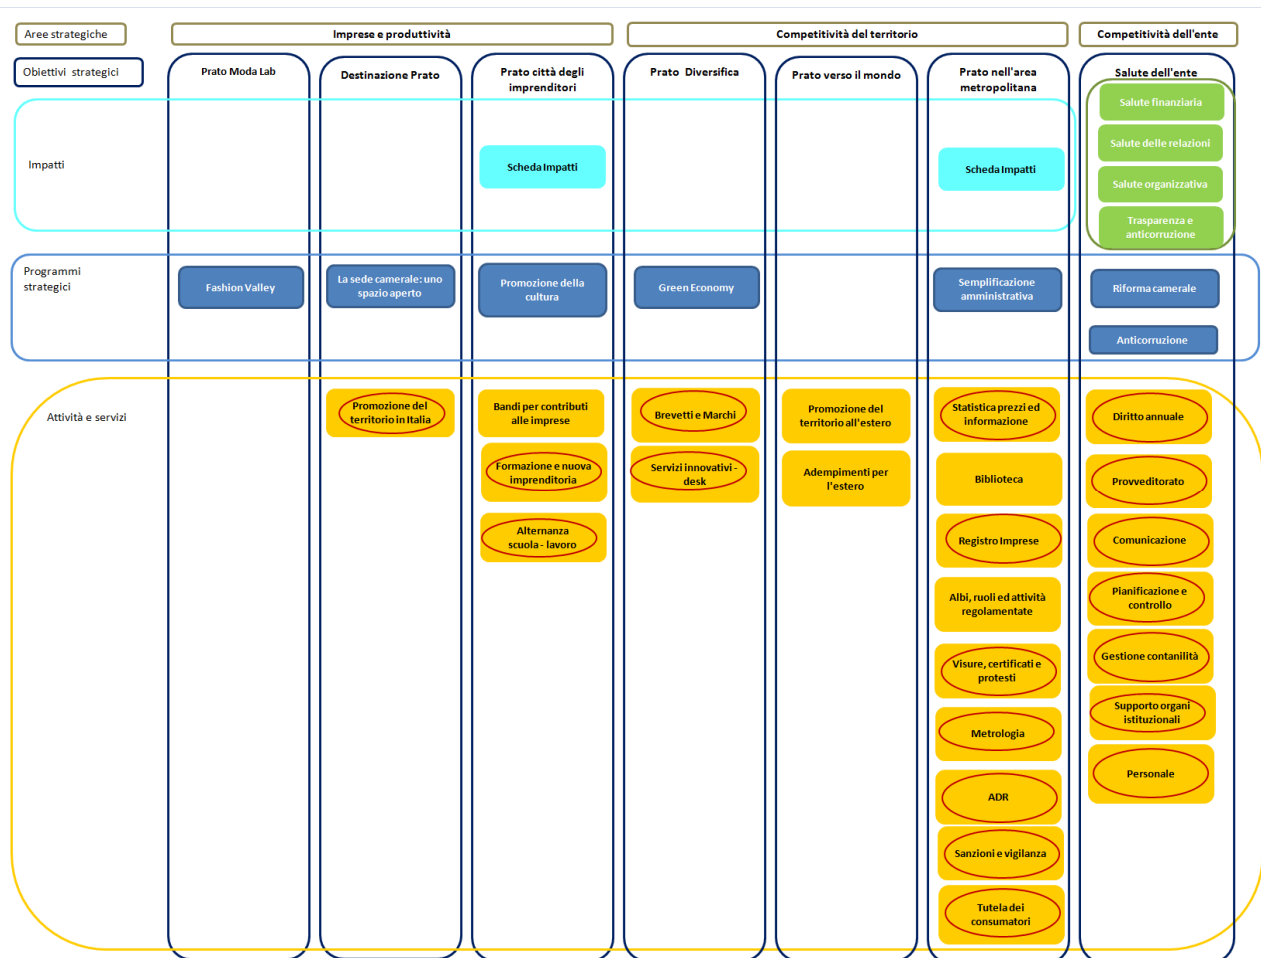 Aree strategiche
Imprese e produttività
Competitività del territorio
Competitività dell'ente
Obiettivi strategici
Prato Moda Lab
Destinazione Prato
Prato città degli
imprenditori
Prato Diversifica
Prato verso il mondo
Prato nell'area
metropolitana
Salute dell'ente
Impatti
Scheda Impatti
Scheda Impatti
Salute finanziaria
Salute delle relazioni
Salute organizzativa
Trasparenza e
anticorruzione
Programmi
strategici
Fashion Valley
La sede camerale: uno
spazio aperto
Promozione della
cultura
Green Economy
Semplificazione
amministrativa
Riforma camerale
Anticorruzione
Attività e servizi
Promozione del
territorio in Italia
Bandi per contributi
alle imprese
Formazione e nuova
imprenditoria
Alternanza
scuola - lavoro
Brevetti e Marchi
Servizi innovativi -
desk
Promozione del
territorio all'estero
Adempimenti per
l'estero
Statistica prezzi ed
informazione
Biblioteca
Registro Imprese
Albi, ruoli ed attività
regolamentate
Visure, certificati e
protesti
Metrologia
ADR
Sanzioni e vigilanza
Tutela dei
consumatori
Diritto annuale
Provveditorato
Comunicazione
Pianificazione e
controllo
Gestione contanilità
Supporto organi
istituzionali
Personale